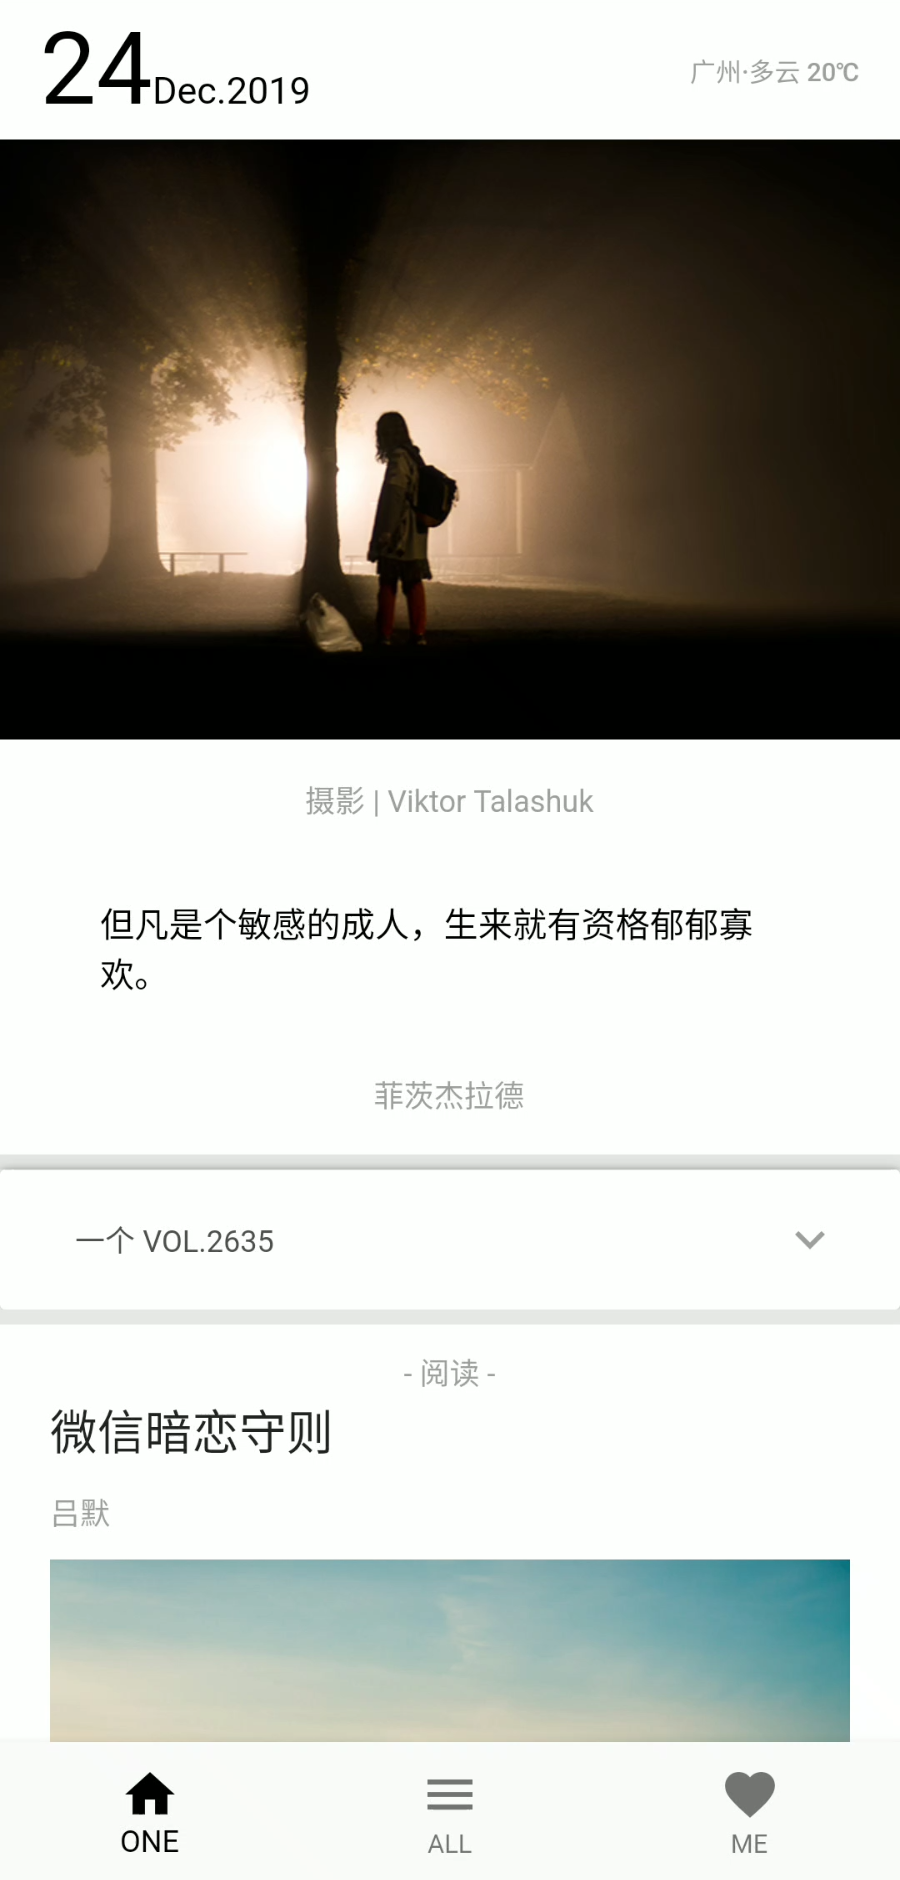 24Dec.2019
广州·多云 20℃
摄影 | Viktor Talashuk
但凡是个敏感的成人，生来就有资格郁郁寡
欢。
菲茨杰拉德
一个 VOL.2635
- 阅读 -
微信暗恋守则
吕默
ONE
ALL
ME